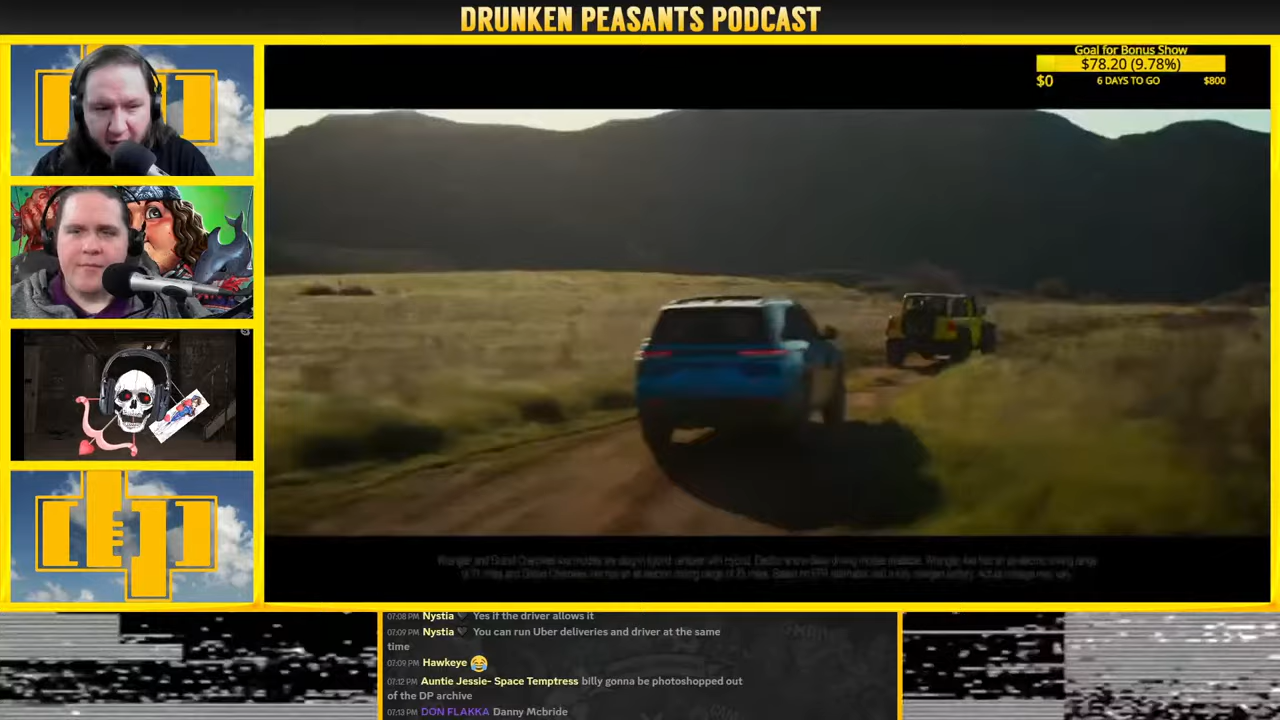 DRUNKEN PEASANTS PODCAST
Goal for Bonus Show
$78.20 (9.78%)
$0 6 DAYS TO GO $800
07:08 PM Nystia Yes if the driver allows it
07:09 PM Nystia You can run Uber deliveries and driver at the same
time
07:09 PM Hawkeye 😂
07:12 PM Auntie Jessie- Space Temptress billy gonna be photoshopped out
of the DP archive
07:13 PM DON FLAKKA Danny Mcbride